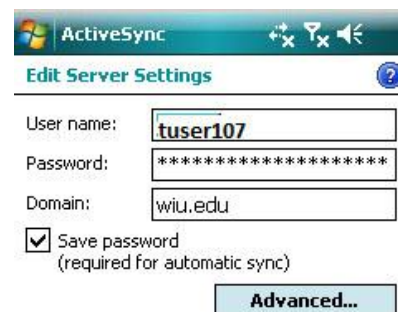 ActiveSync
Edit Server Settings
?
User name: tuser107
Password: ********************
Domain: wiu.edu
Save password
(required for automatic sync)
Advanced...